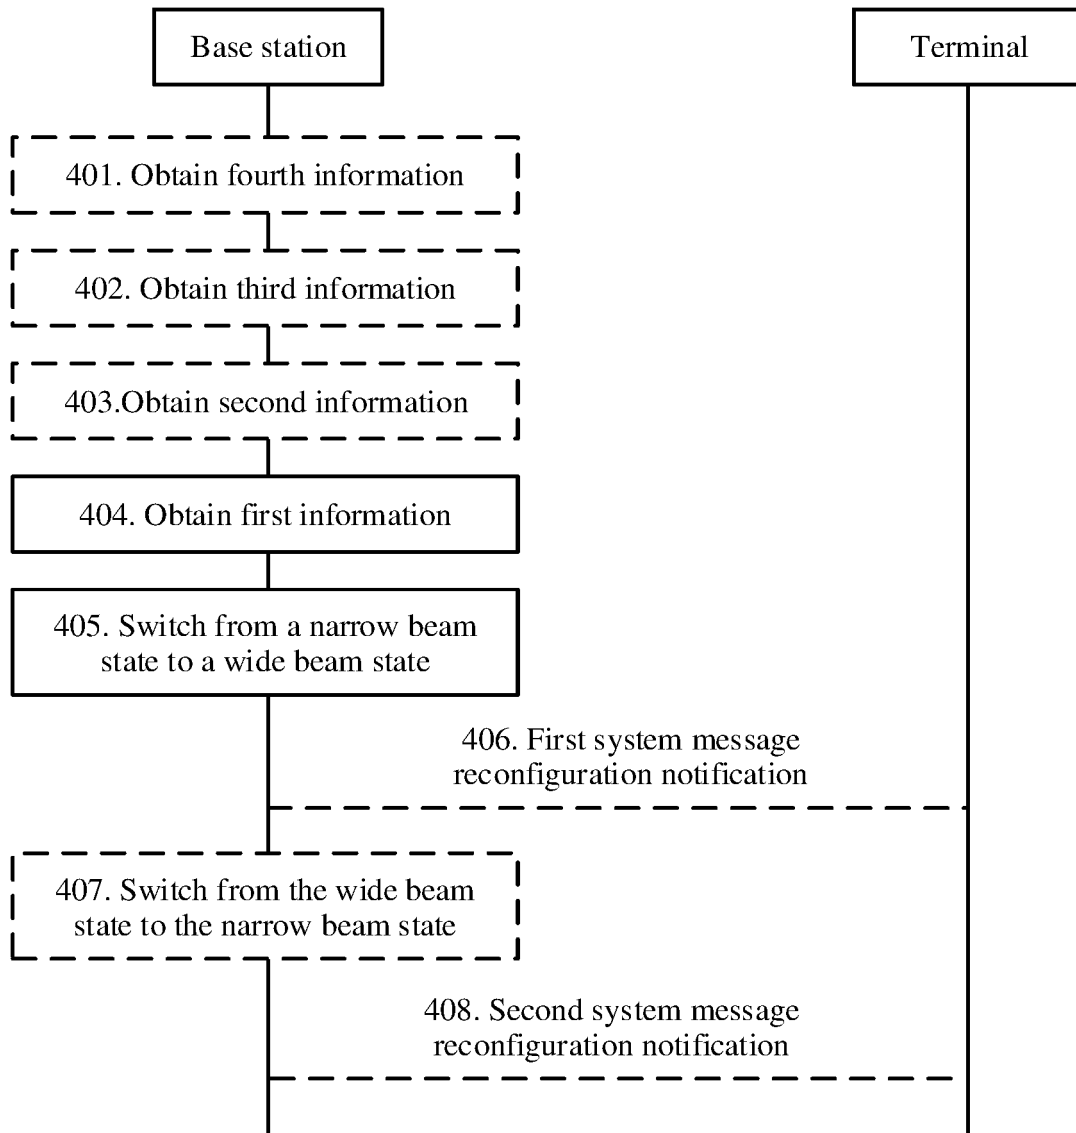 Base station
Terminal
401. Obtain fourth information
402. Obtain third information
403.Obtain second information
404. Obtain first information
405. Switch from a narrow beam
state to a wide beam state
406. First system message
reconfiguration notification
407. Switch from the wide beam
state to the narrow beam state
408. Second system message
reconfiguration notification